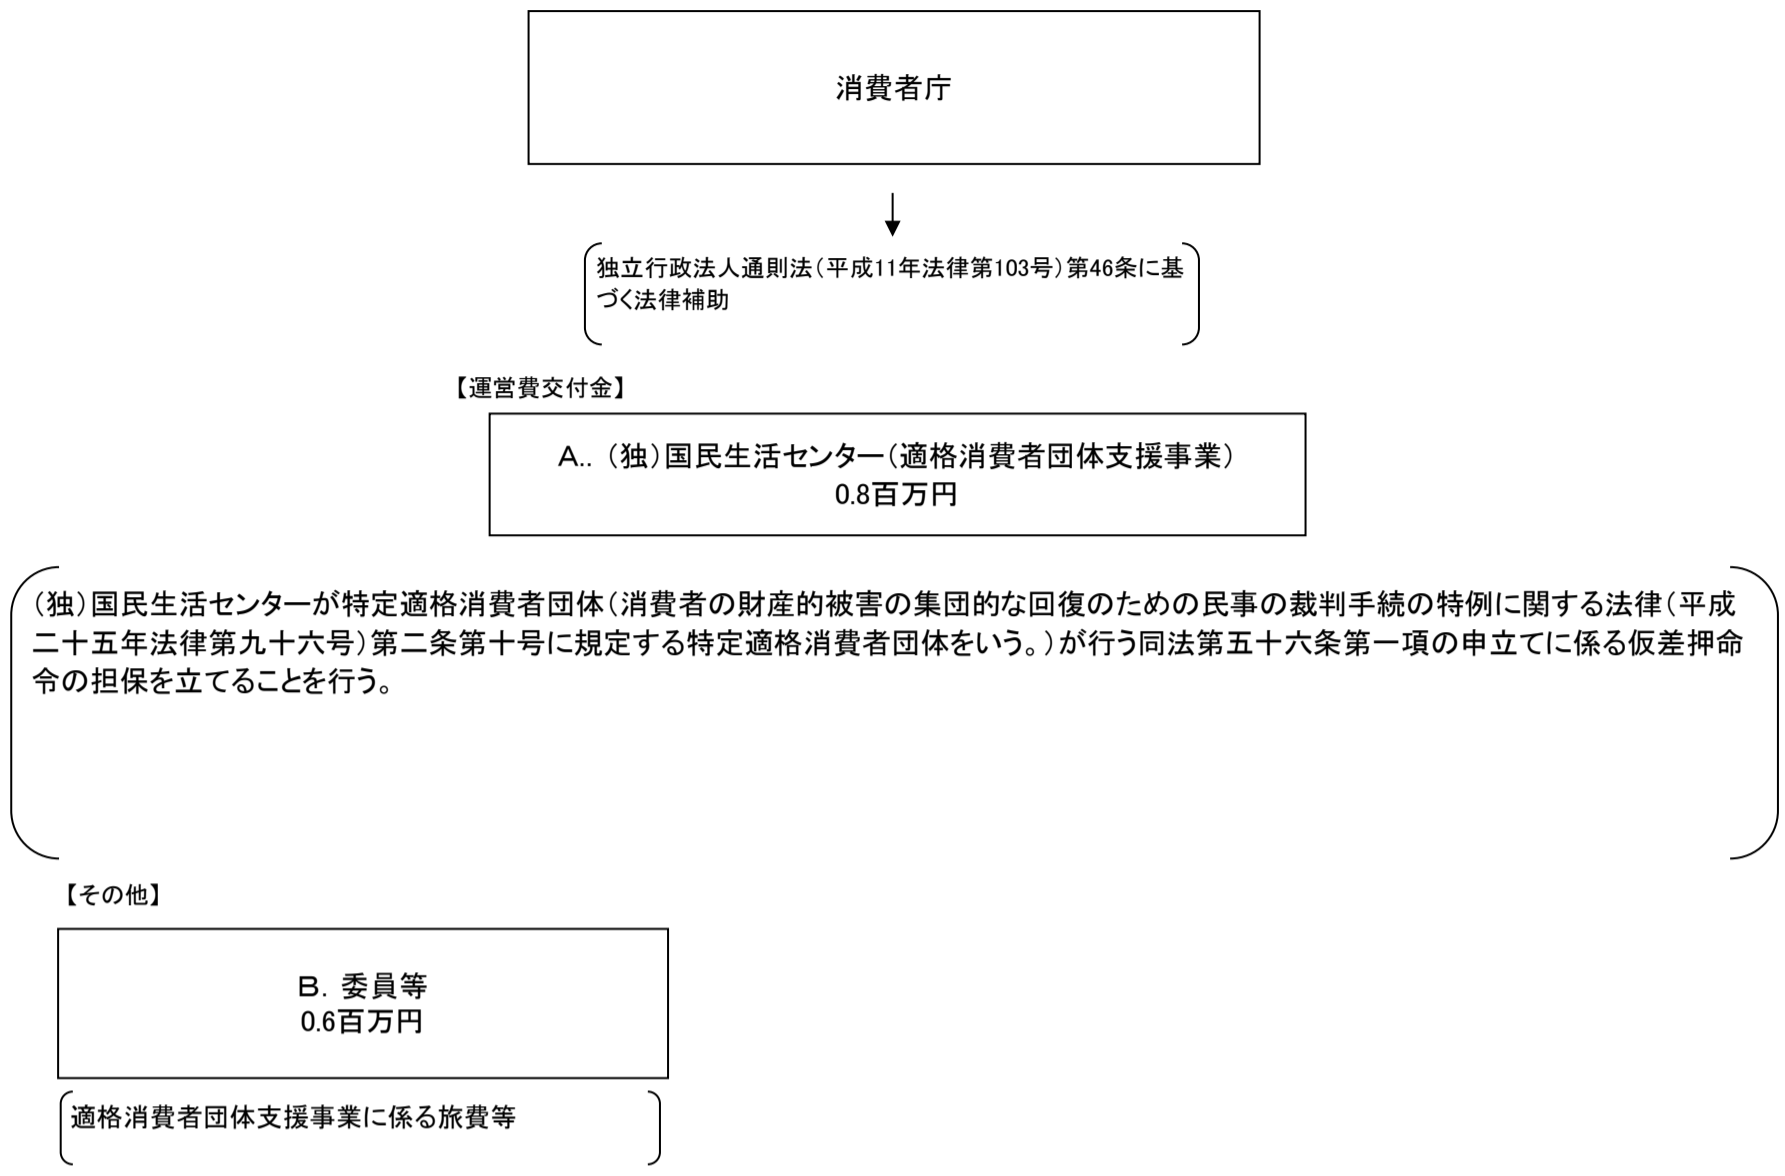 消費者庁
独立行政法人通則法（平成11年法律第103号）第46条に基
づく法律補助
【運営費交付金】
Ａ．．（独）国民生活センター（適格消費者団体支援事業）
0.8百万円
（独）国民生活センターが特定適格消費者団体（消費者の財産的被害の集団的な回復のための民事の裁判手続の特例に関する法律（平成
二十五年法律第九十六号）第二条第十号に規定する特定適格消費者団体をいう。）が行う同法第五十六条第一項の申立てに係る仮差押命
令の担保を立てることを行う。
【その他】
Ｂ．委員等
0.6百万円
適格消費者団体支援事業に係る旅費等